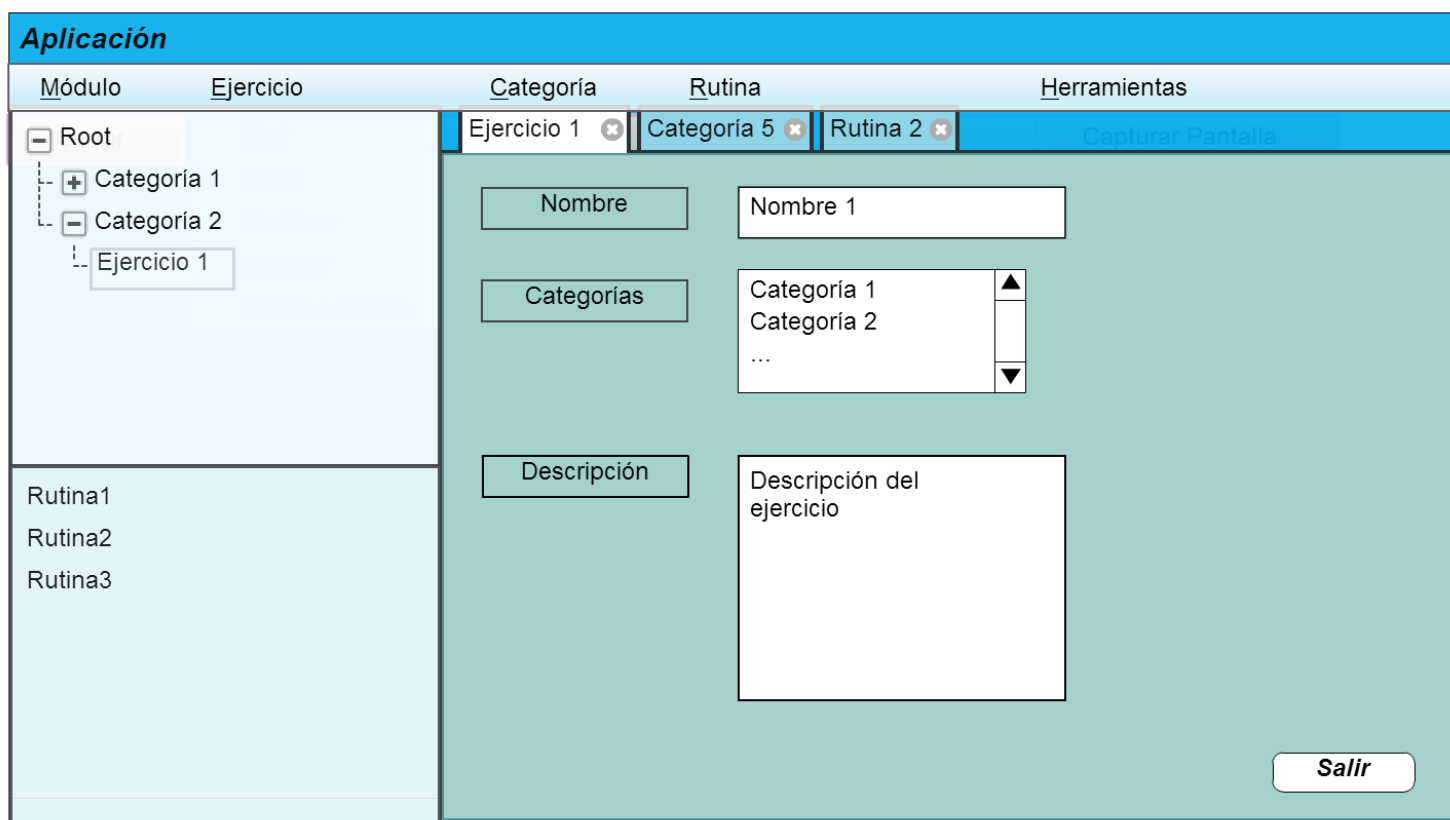 Aplicación
Módulo Ejercicio Categoría Rutina Herramientas
Root
Categoría 1
Categoría 2
Ejercicio 1
Rutina1
Rutina2
Rutina3
Ejercicio 1 Categoría 5 Rutina 2 Capturar Pantalla
Nombre Nombre 1
Categorías Categoría 1
Categoría 2
...
Descripción Descripción del
ejercicio
Salir